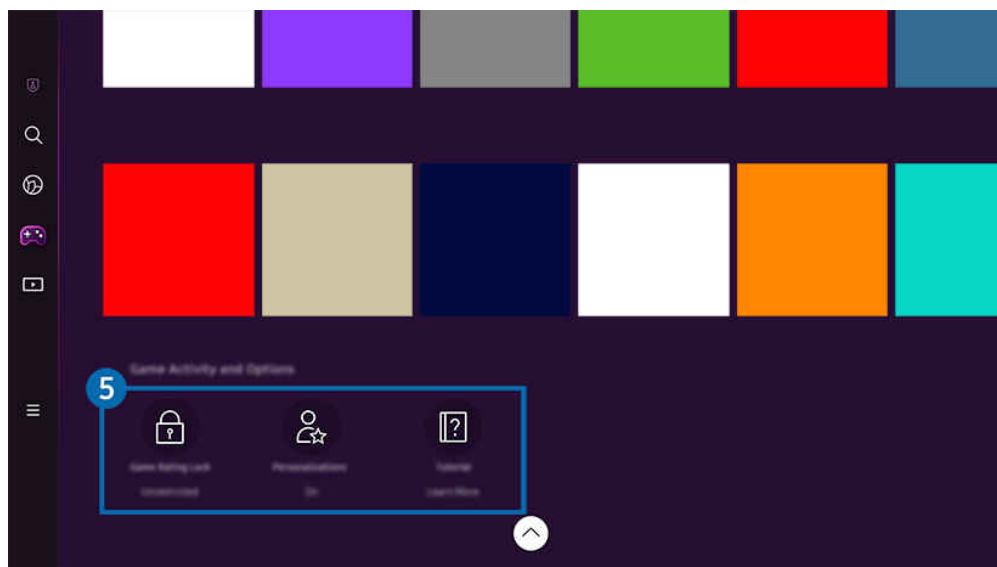 Game Activity and Options
5
Game Rating Lock
Personalizations
Tutorial
Unrestricted
On
Learn More